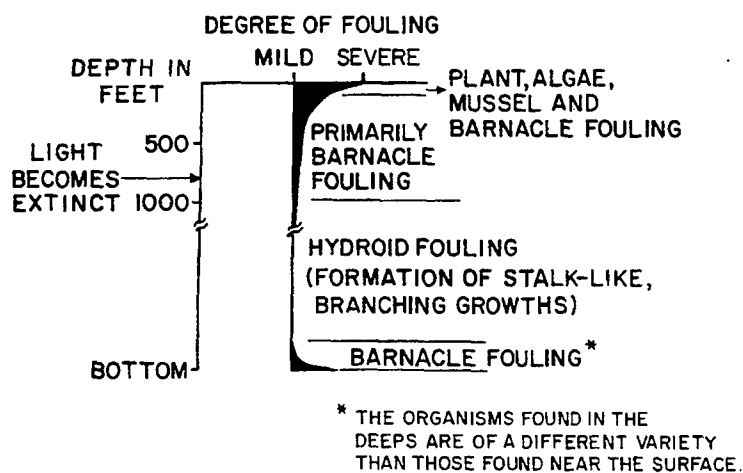 DEGREE OF FOULING
MILD SEVERE
DEPTH IN
FEET
PLANT, ALGAE,
MUSSEL AND
BARNACLE FOULING
500
PRIMARILY
BARNACLE
FOULING
LIGHT
BECOMES
EXTINCT
1000
HYDROID FOULING
(FORMATION OF STALK-LIKE,
BRANCHING GROWTHS)
BOTTOM
BARNACLE FOULING*
* THE ORGANISMS FOUND IN THE
DEEPS ARE OF A DIFFERENT VARIETY
THAN THOSE FOUND NEAR THE SURFACE.